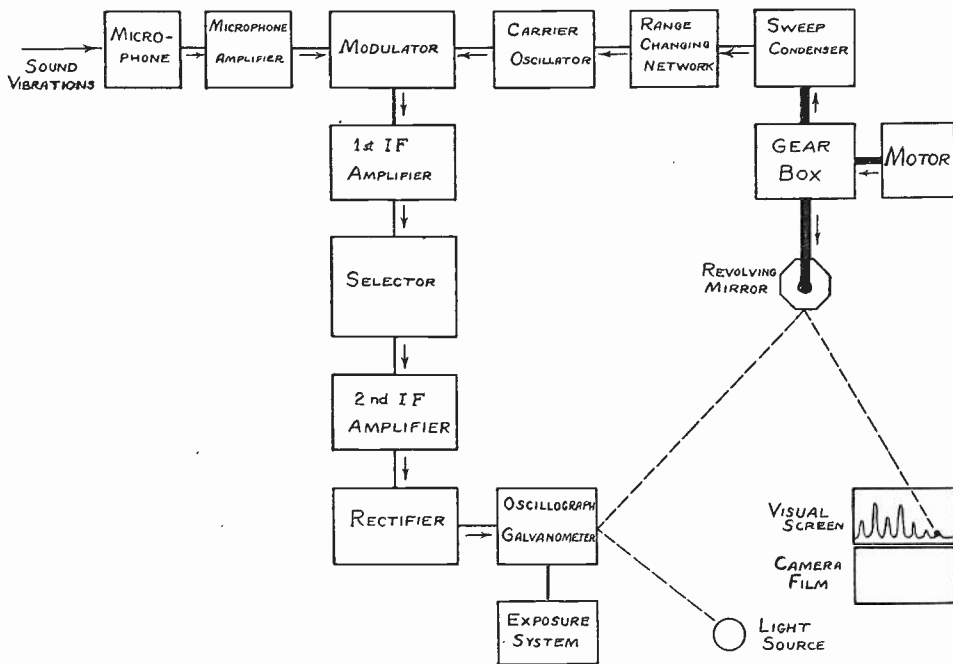 SOUND
VIBRATIONS
MICRO-
PHONE
MICROPHONE
AMPLIFIER
MODULATOR
CARRIER
OSCILLATOR
RANGE
CHANGING
NETWORK
SWEEP
CONDENSER
1st IF
AMPLIFIER
GEAR
BOX
MOTOR
SELECTOR
REVOLVING
MIRROR
2nd IF
AMPLIFIER
RECTIFIER
OSCILLOGRAPH
GALVANOMETER
VISUAL
SCREEN
CAMERA
FILM
EXPOSURE
SYSTEM
LIGHT
SOURCE